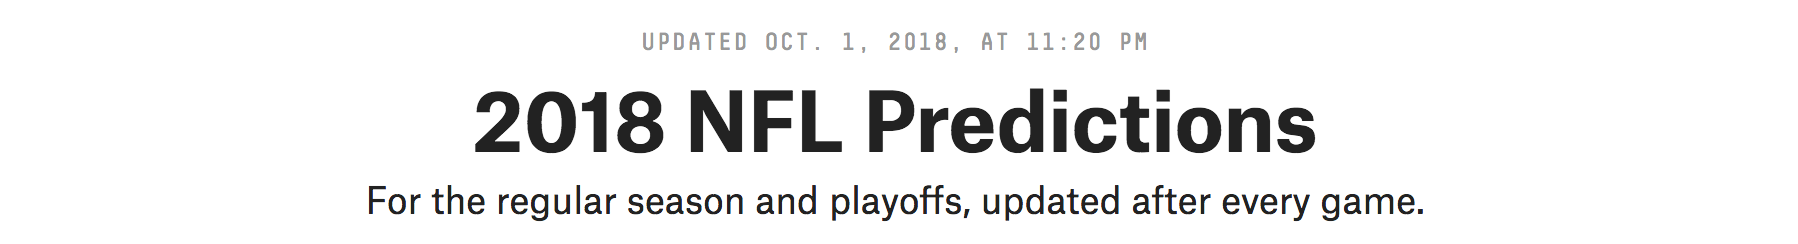 UPDATED OCT. 1, 2018, AT 11:20 PM
2018 NFL Predictions
For the regular season and playoffs, updated after every game.